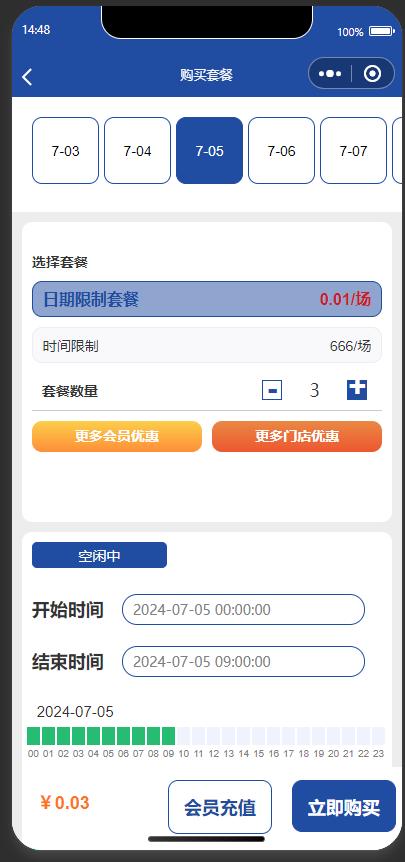 14:48
100%
购买套餐
7-03 7-04 7-05 7-06 7-07
选择套餐
日期限制套餐 0.01/场
时间限制 666/场
套餐数量 - 3 +
更多会员优惠 更多门店优惠
空闲中
开始时间 2024-07-05 00:00:00
结束时间 2024-07-05 09:00:00
2024-07-05
00 01 02 03 04 05 06 07 08 09 10 11 12 13 14 15 16 17 18 19 20 21 22 23
￥0.03 会员充值 立即购买